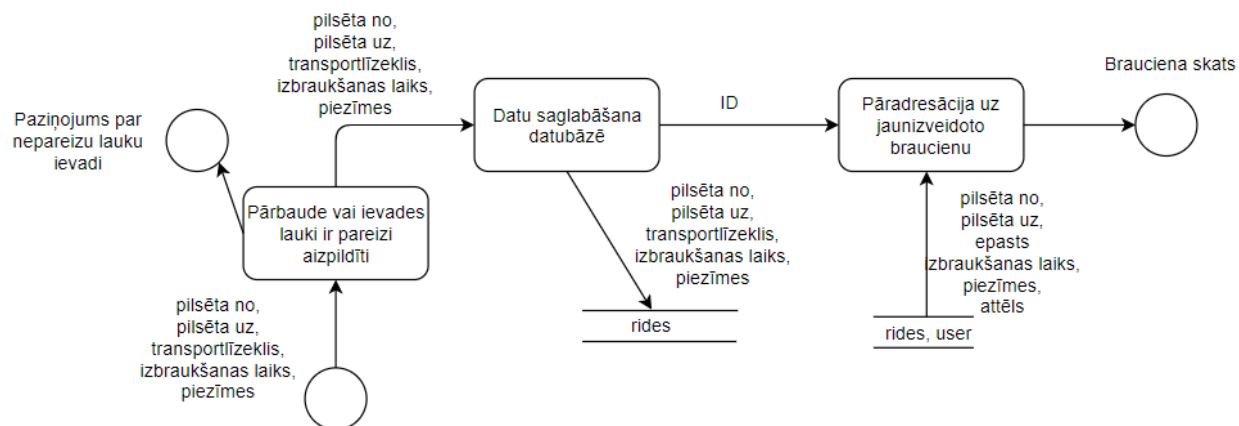 pilsēta no,
pilsēta uz,
transportlīzeklis,
izbraukšanas laiks,
piezīmes
Paziņojums par
nepareizu lauku
ievadi
Pārbaude vai ievades
lauki ir pareizi
aizpildīti
pilsēta no,
pilsēta uz,
transportlīzeklis,
izbraukšanas laiks,
piezīmes
Datu saglabāšana
datubāzē
ID
pilsēta no,
pilsēta uz,
transportlīzeklis,
izbraukšanas laiks,
piezīmes
rides
Pāradresācija uz
jaunizveidoto
braucienu
Brauciena skats
pilsēta no,
pilsēta uz,
epasts
izbraukšanas laiks,
piezīmes,
attēls
rides, user